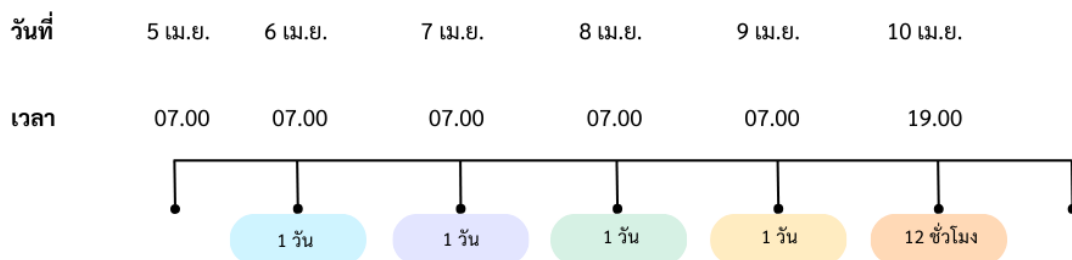 วันที่ 5 เม.ย. 6 เม.ย. 7 เม.ย. 8 เม.ย. 9 เม.ย. 10 เม.ย.
เวลา 07.00 07.00 07.00 07.00 07.00 19.00
1 วัน 1 วัน 1 วัน 1 วัน 12 ชั่วโมง